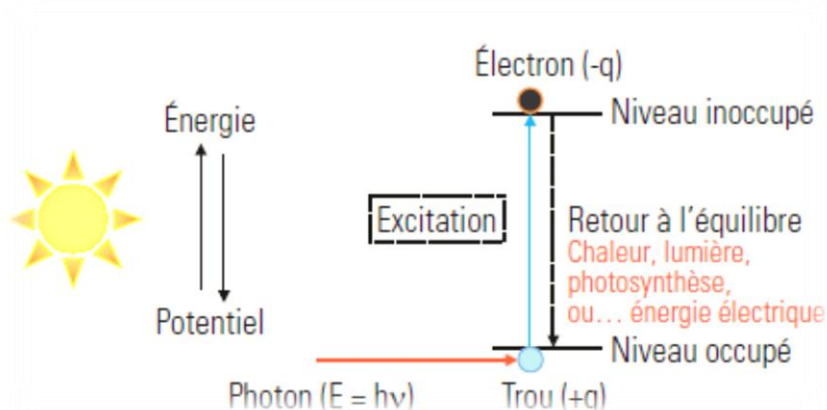 Électron (-q)
Niveau inoccupé
Énergie
Excitation
Retour à l'équilibre
Chaleur, lumière,
photosynthèse,
ou... énergie électrique
Potentiel
Niveau occupé
Photon (E = hν)
Trou (+q)